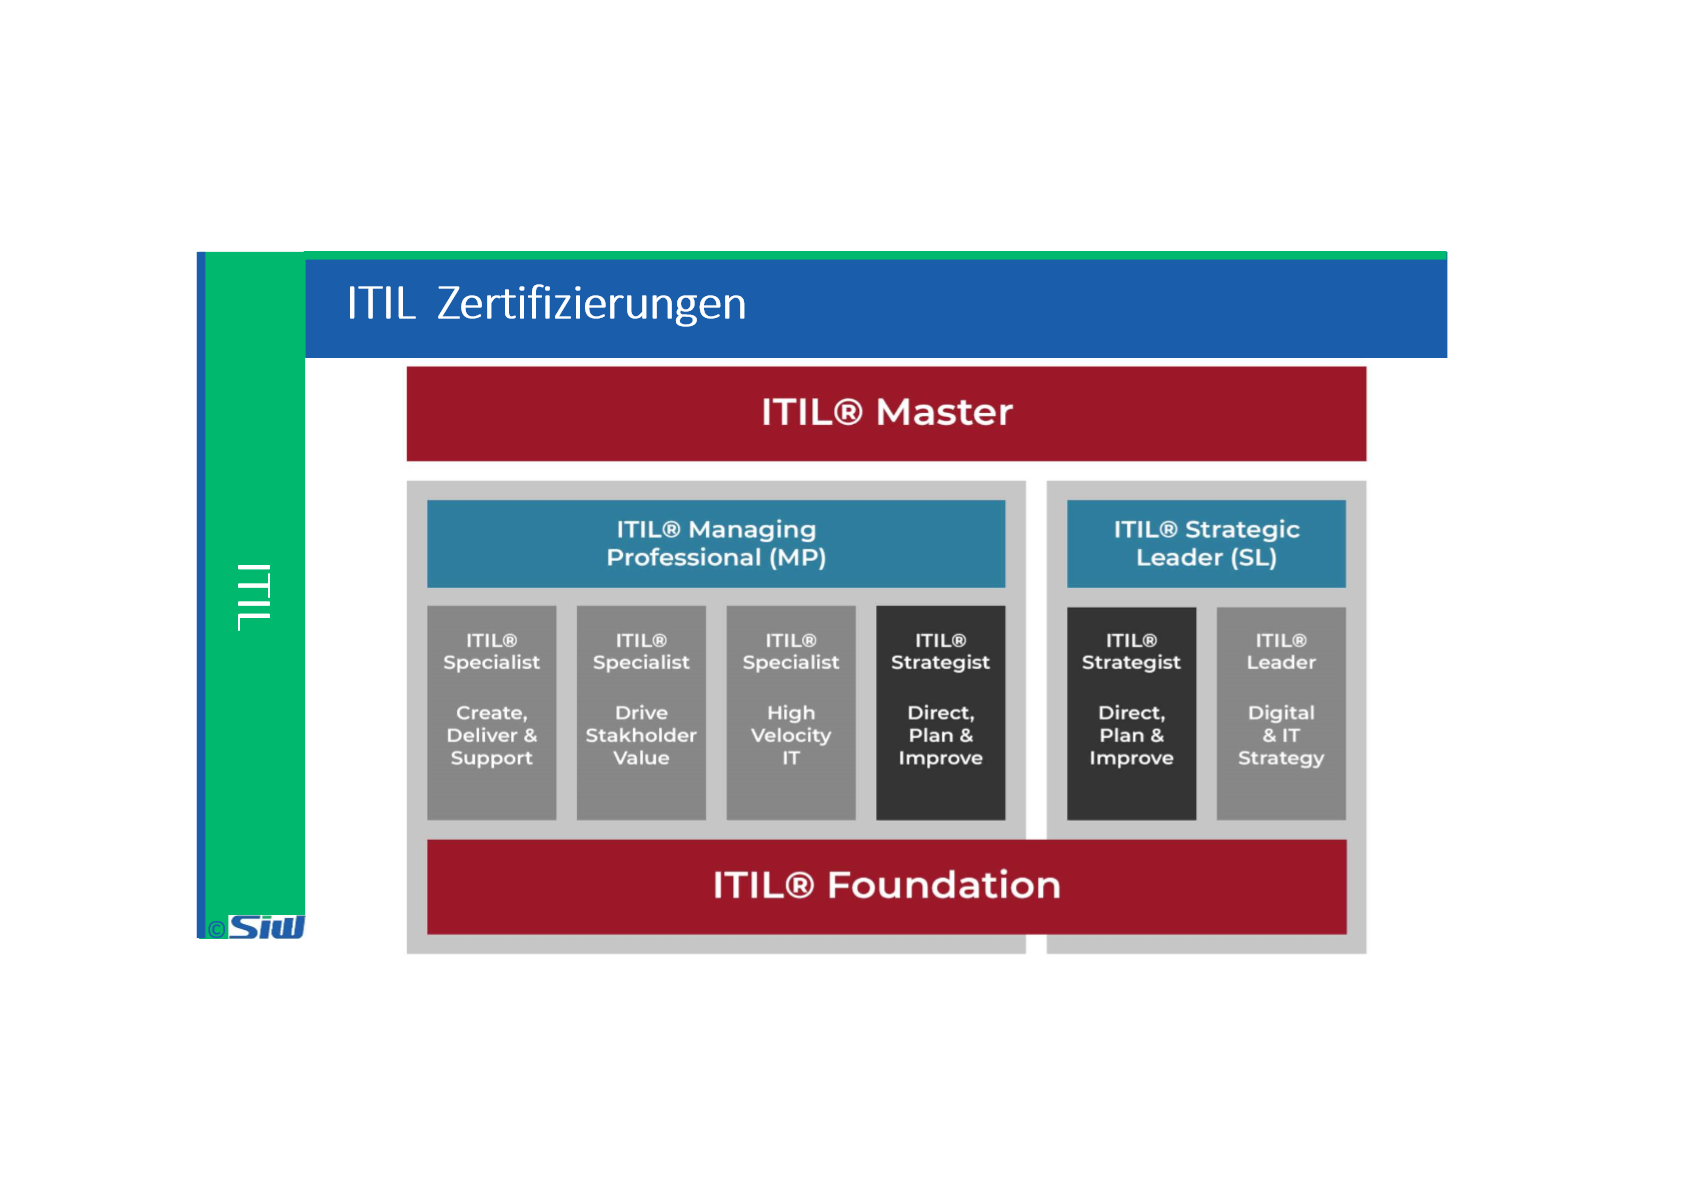 ITIL Zertifizierungen
ITIL
© SiW
ITIL® Master
ITIL® Managing
Professional (MP)
ITIL® Strategic
Leader (SL)
ITIL®
Specialist
Create,
Deliver &
Support
ITIL®
Specialist
Drive
Stakholder
Value
ITIL®
Specialist
High
Velocity
IT
ITIL®
Strategist
Direct,
Plan &
Improve
ITIL®
Strategist
Direct,
Plan &
Improve
ITIL®
Leader
Digital
& IT
Strategy
ITIL® Foundation